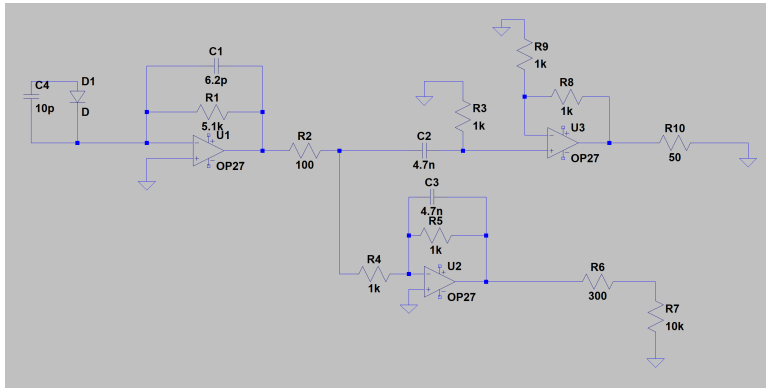 C4
10p
D1
D
C1
6.2p
R1
5.1k
U1
OP27
R2
100
C2
4.7n
R3
1k
R9
1k
R8
1k
U3
OP27
R10
50
C3
4.7n
R5
1k
R4
1k
U2
OP27
R6
300
R7
10k